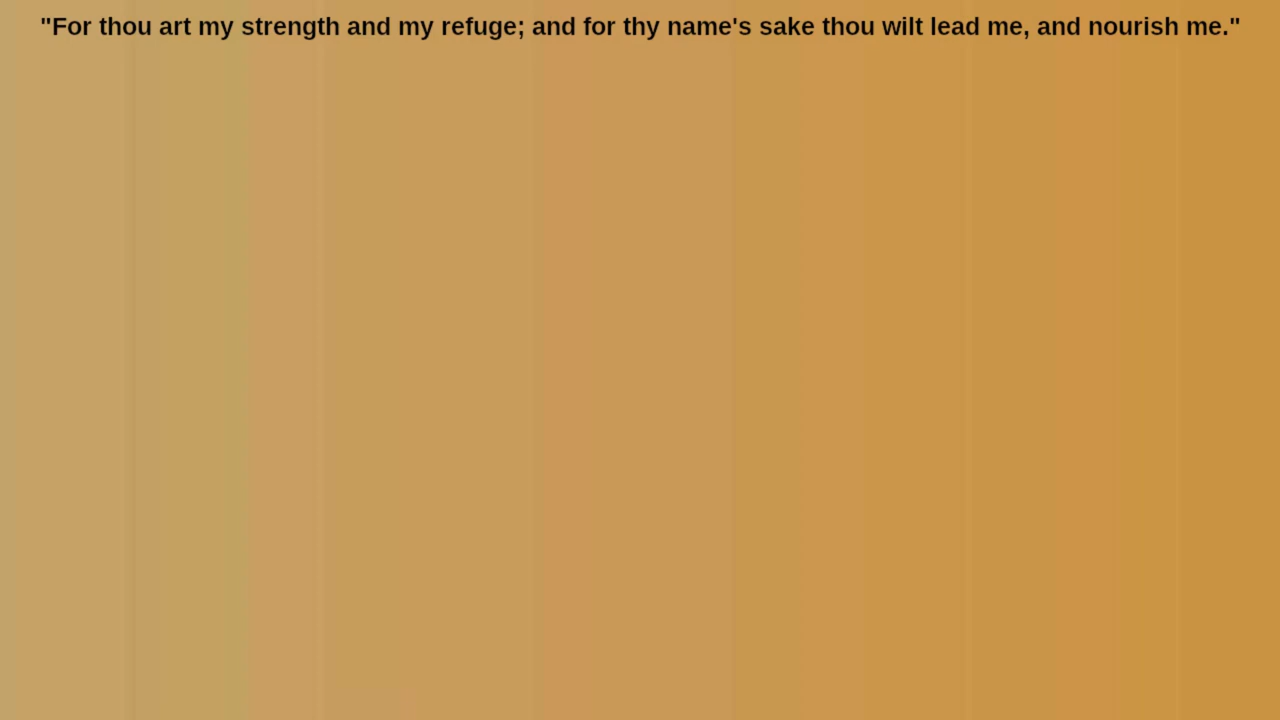 "For thou art my strength and my refuge; and for thy name's sake thou wilt lead me, and nourish me."